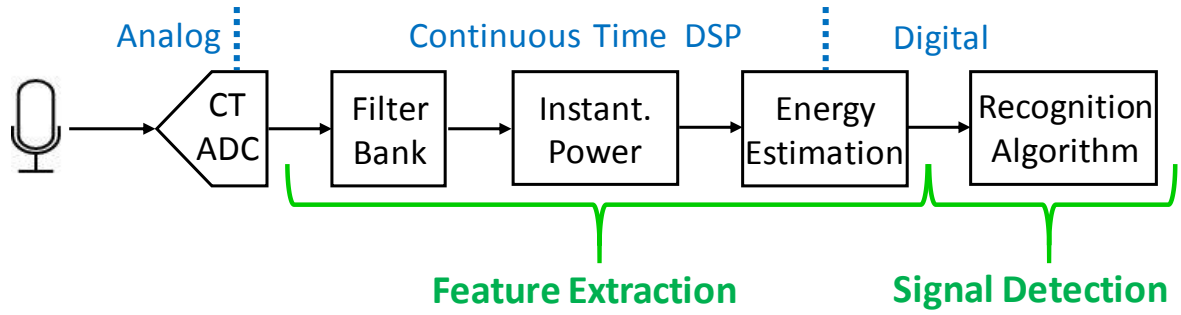 Analog
Continuous Time DSP
Digital
CT
ADC
Filter
Bank
Instant.
Power
Energy
Estimation
Recognition
Algorithm
Feature Extraction
Signal Detection